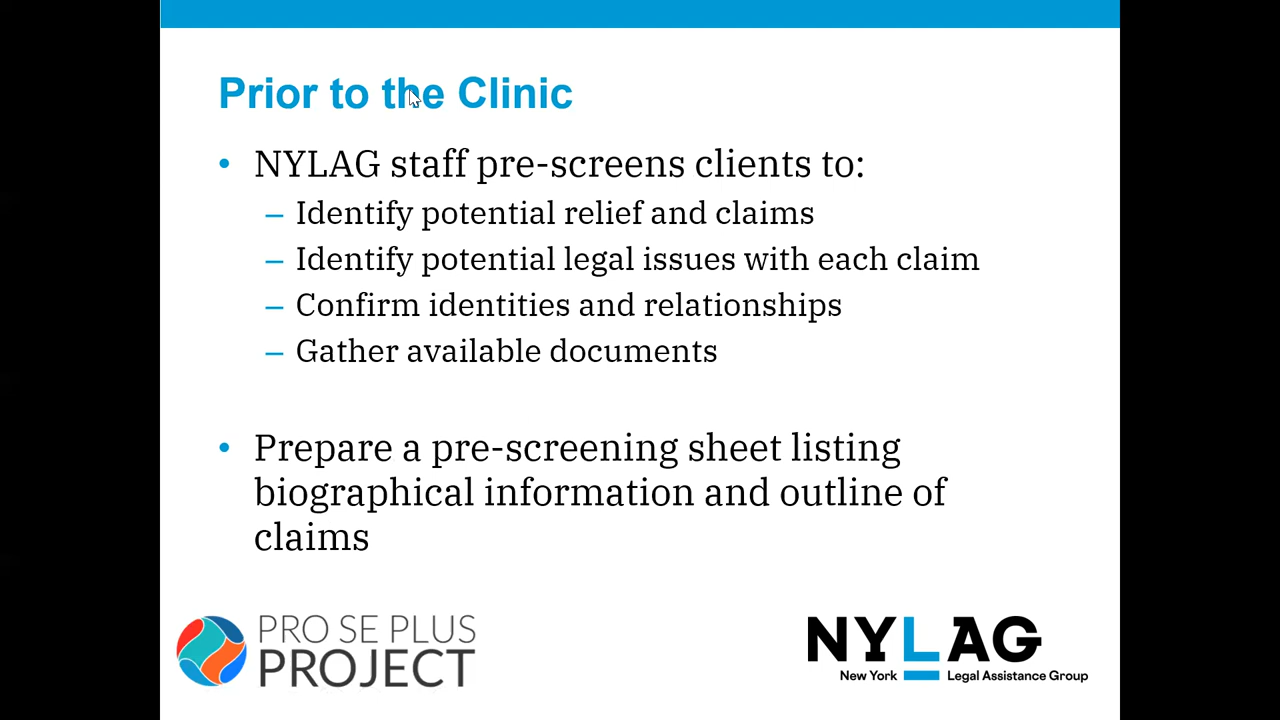 Prior to the Clinic
• NYLAG staff pre-screens clients to:
– Identify potential relief and claims
– Identify potential legal issues with each claim
– Confirm identities and relationships
– Gather available documents
• Prepare a pre-screening sheet listing
biographical information and outline of
claims
PRO SE PLUS
PROJECT
NYLAG
New York Legal Assistance Group